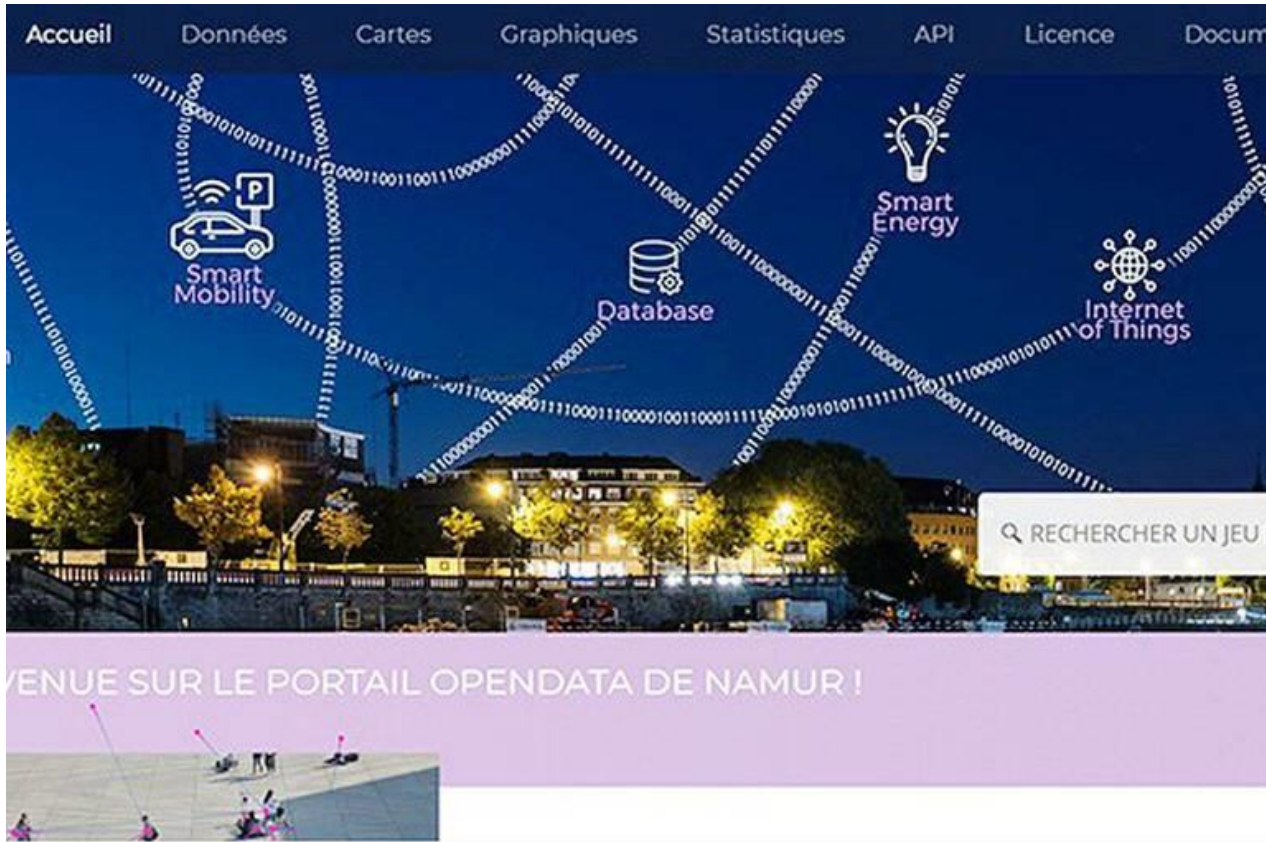 Accueil Données Cartes Graphiques Statistiques API Licence Docum
P
Smart
Energy
Smart
Mobility
Database
Internet
of Things
RECHERCHER UN JEU
VENUE SUR LE PORTAIL OPENDATA DE NAMUR !